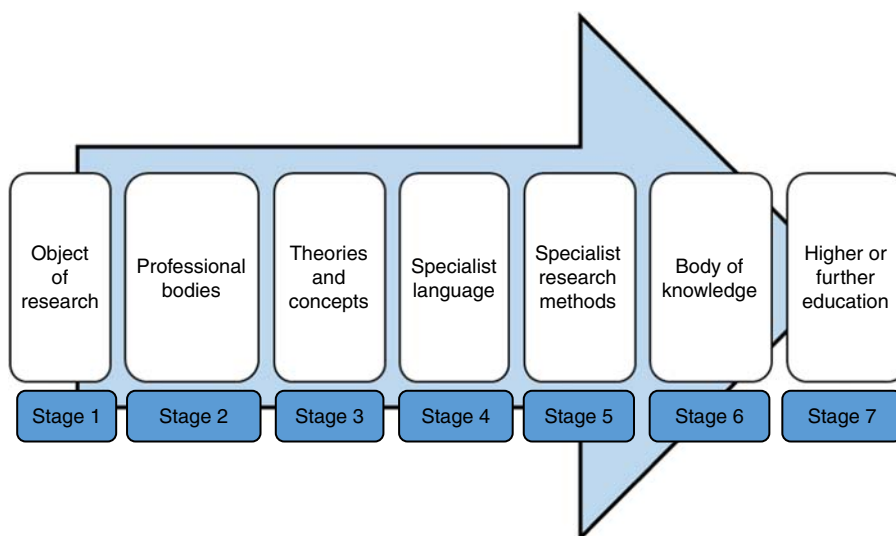 Object
of
research
Professional
bodies
Theories
and
concepts
Specialist
language
Specialist
research
methods
Body of
knowledge
Higher or
further
education
Stage 1
Stage 2
Stage 3
Stage 4
Stage 5
Stage 6
Stage 7